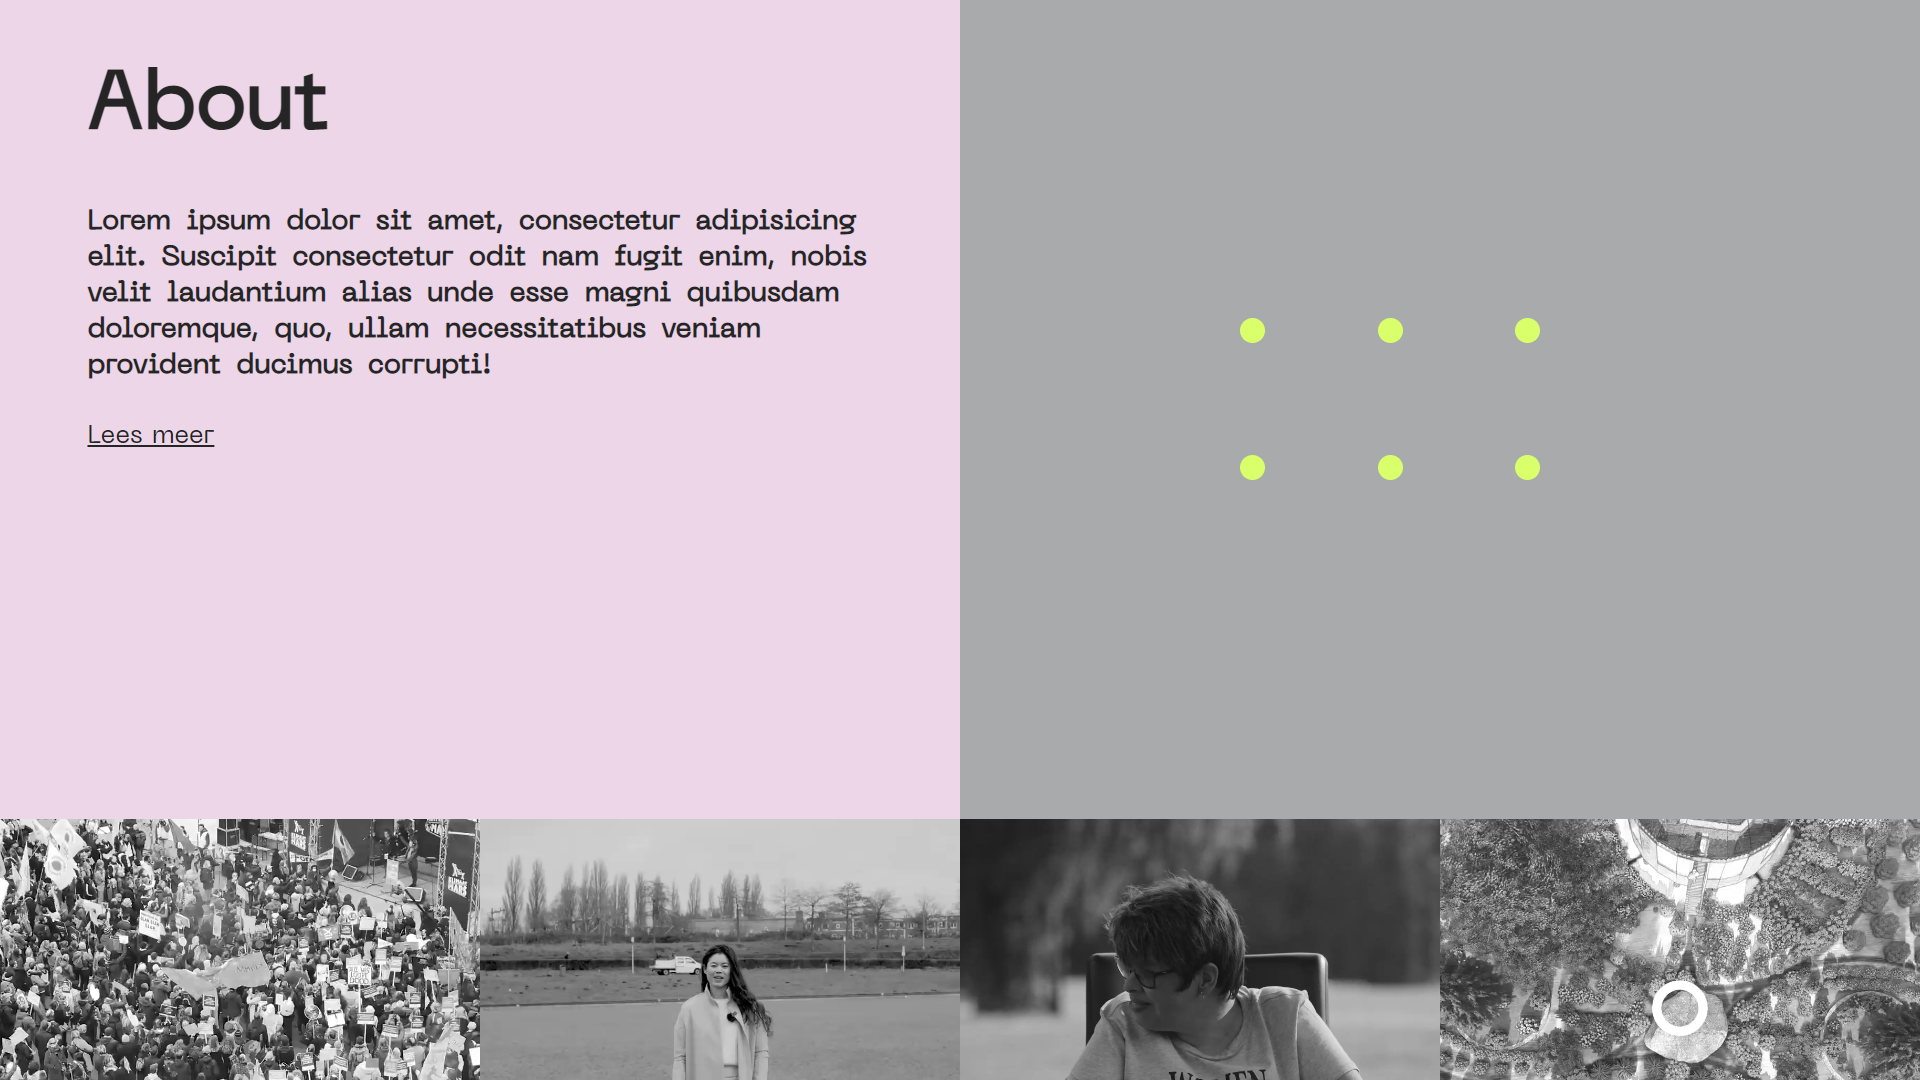 About
Lorem ipsum dolor sit amet, consectetur adipisicing
elit. Suscipit consectetur odit nam fugit enim, nobis
velit laudantium alias unde esse magni quibusdam
doloremque, quo, ullam necessitatibus veniam
provident ducimus corrupti!
Lees meer